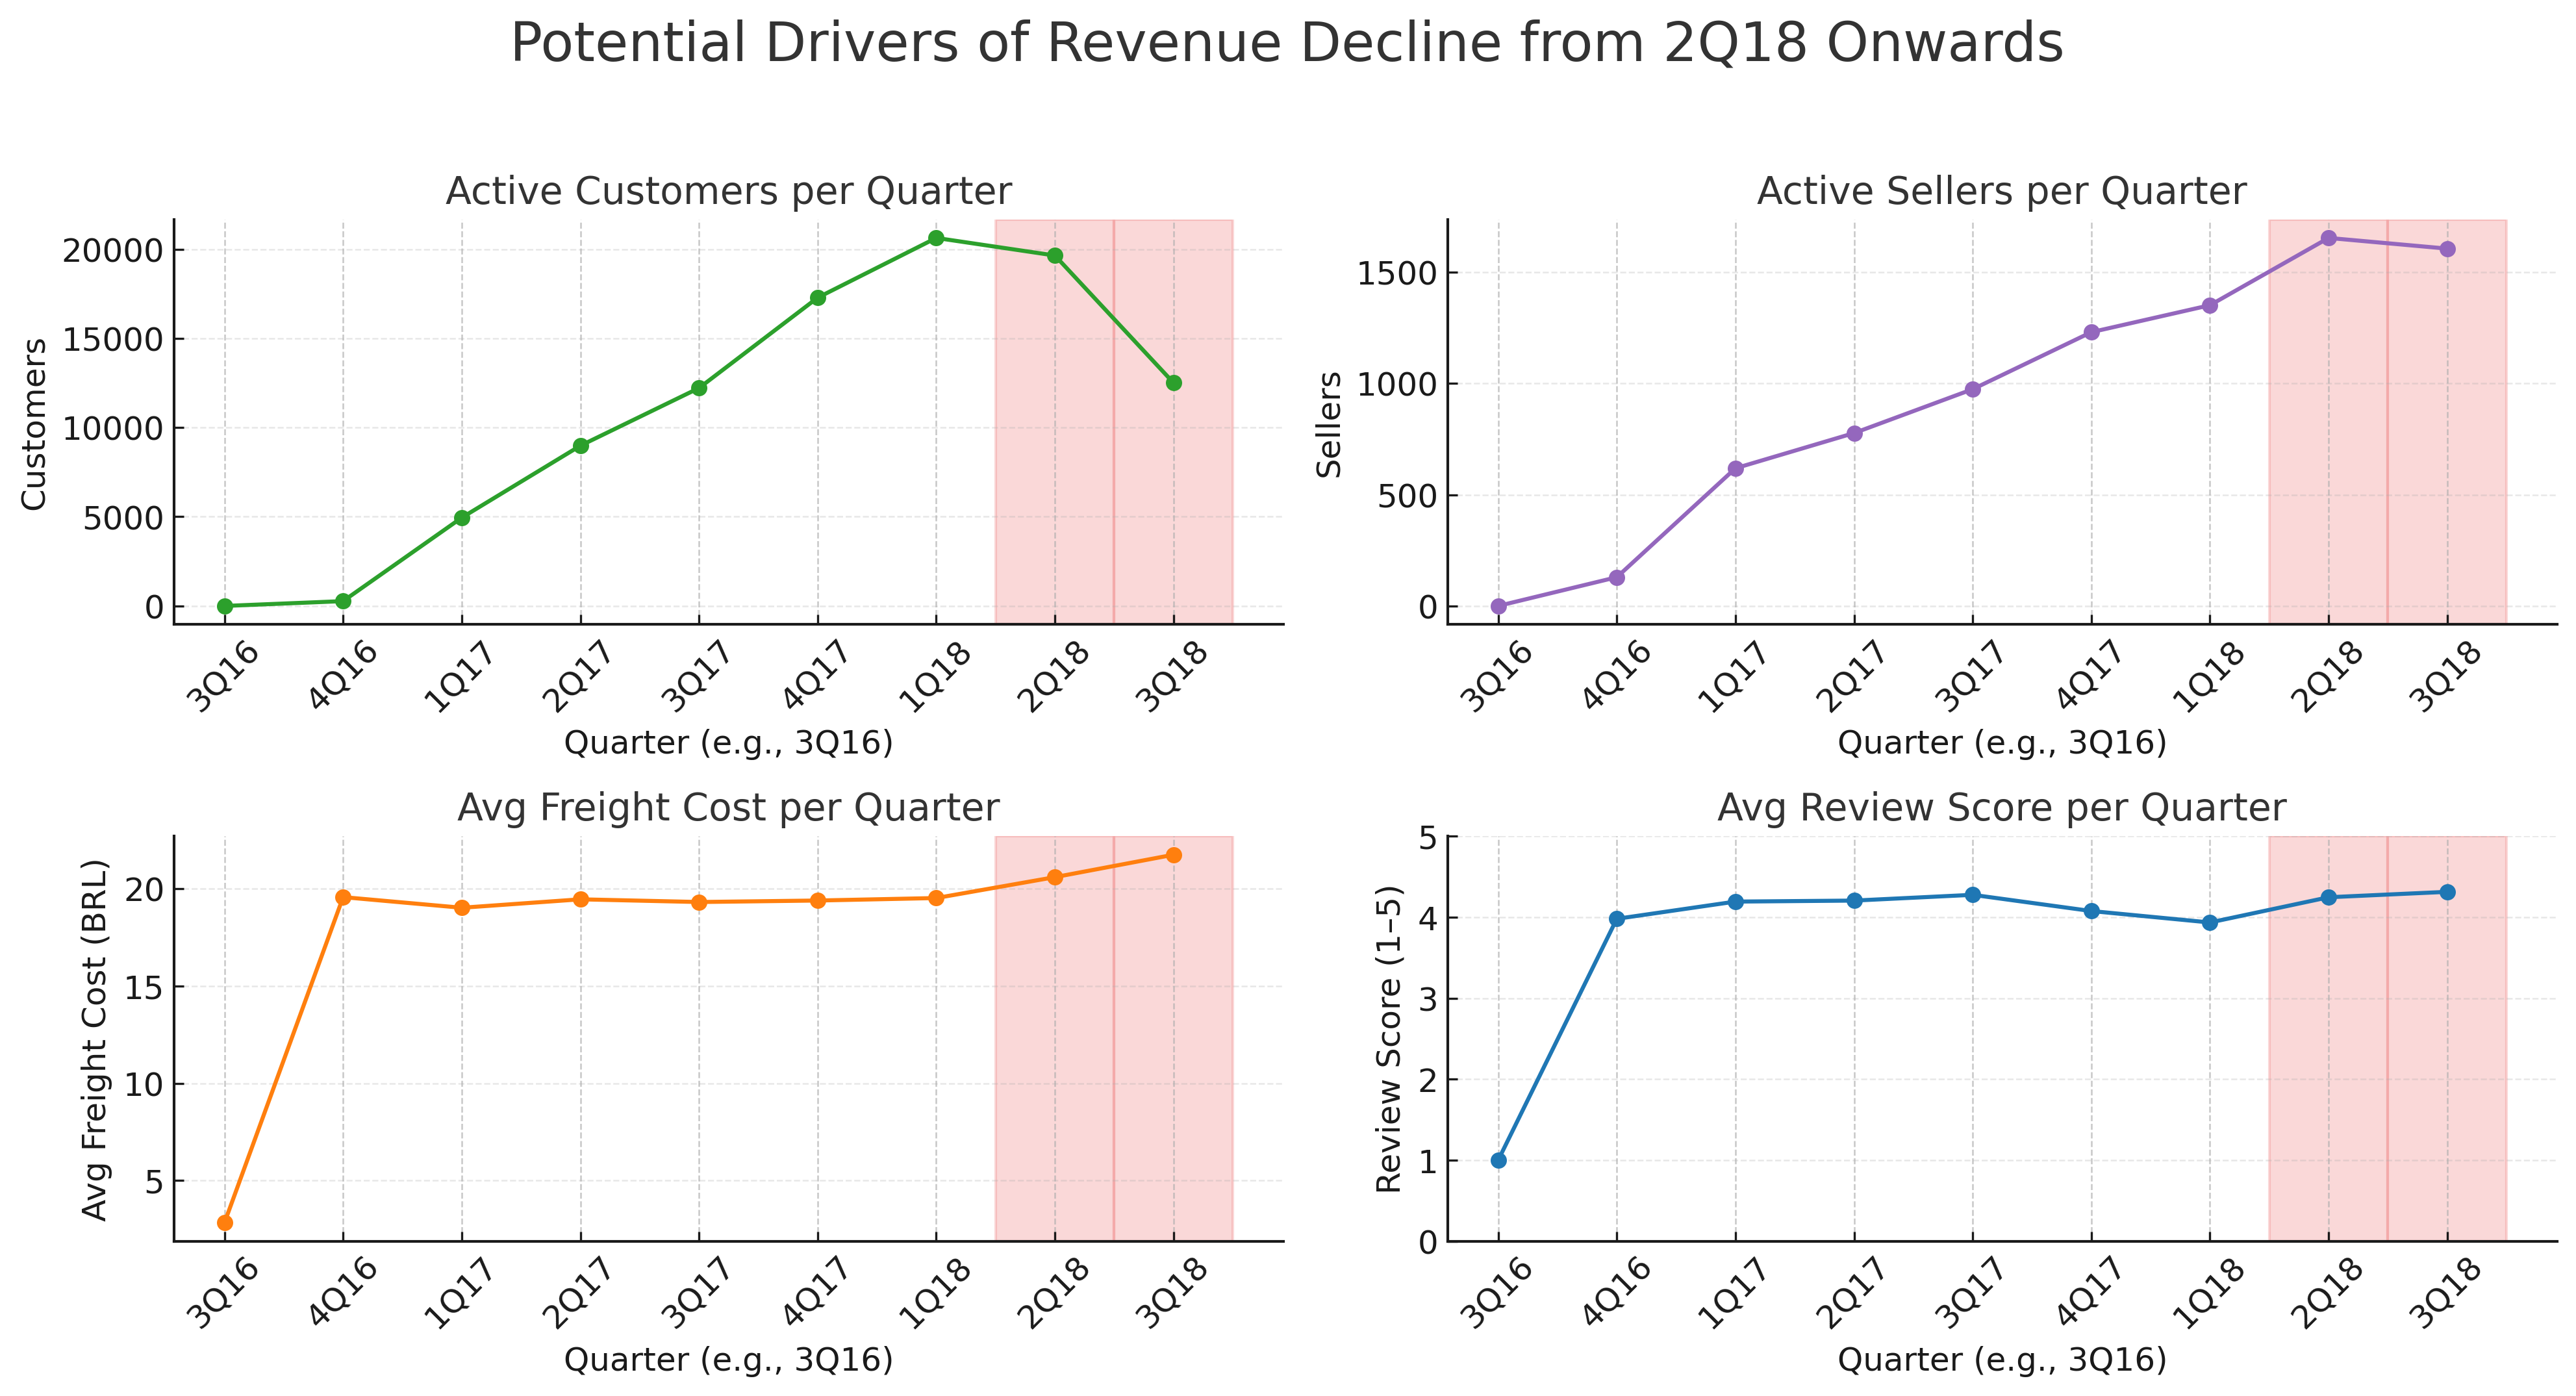 Potential Drivers of Revenue Decline from 2Q18 Onwards
Active Customers per Quarter
Customers
20000
15000
10000
5000
0
3Q16 4Q16 1Q17 2Q17 3Q17 4Q17 1Q18 2Q18 3Q18
Quarter (e.g., 3Q16)
Active Sellers per Quarter
Sellers
1500
1000
500
0
3Q16 4Q16 1Q17 2Q17 3Q17 4Q17 1Q18 2Q18 3Q18
Quarter (e.g., 3Q16)
Avg Freight Cost per Quarter
Avg Freight Cost (BRL)
20
15
10
5
3Q16 4Q16 1Q17 2Q17 3Q17 4Q17 1Q18 2Q18 3Q18
Quarter (e.g., 3Q16)
Avg Review Score per Quarter
Review Score (1–5)
5
4
3
2
1
0
3Q16 4Q16 1Q17 2Q17 3Q17 4Q17 1Q18 2Q18 3Q18
Quarter (e.g., 3Q16)